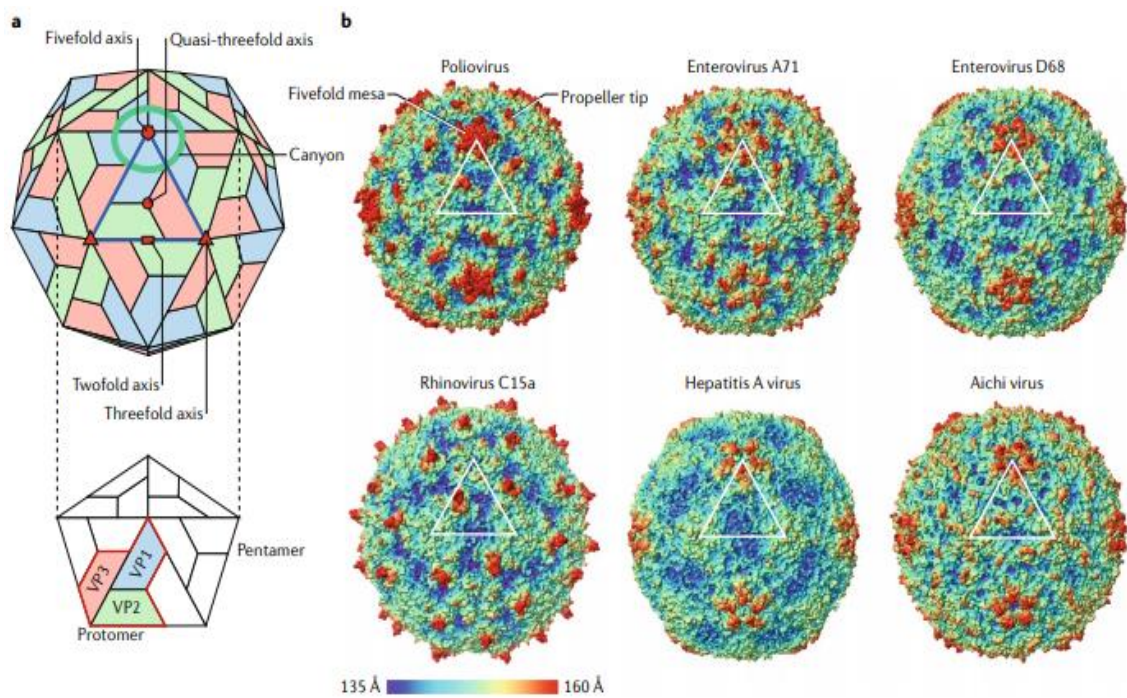 a
Fivefold axis
Quasi-threefold axis
Canyon
Twofold axis
Threefold axis
Pentamer
VP3
VP1
VP2
Protomer
b
Poliovirus
Enterovirus A71
Enterovirus D68
Fivefold mesa
Propeller tip
Rhinovirus C15a
Hepatitis A virus
Aichi virus
135 Å
160 Å